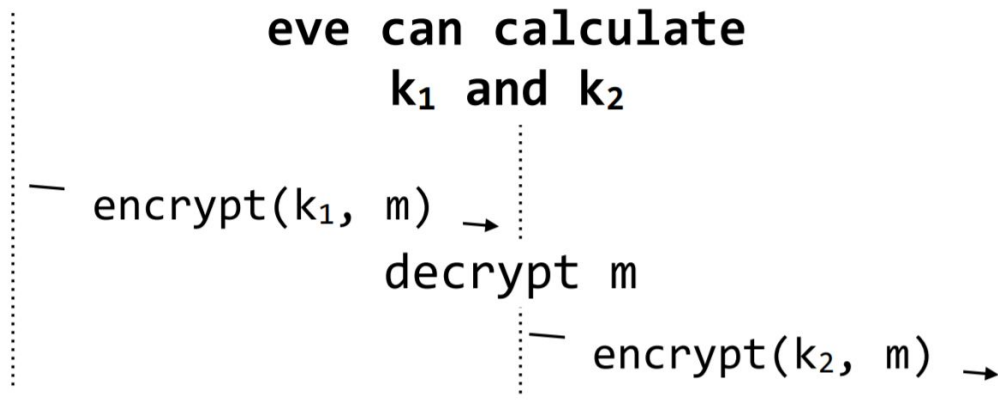 eve can calculate
k₁ and k₂
encrypt(k₁, m)
decrypt m
encrypt(k₂, m)